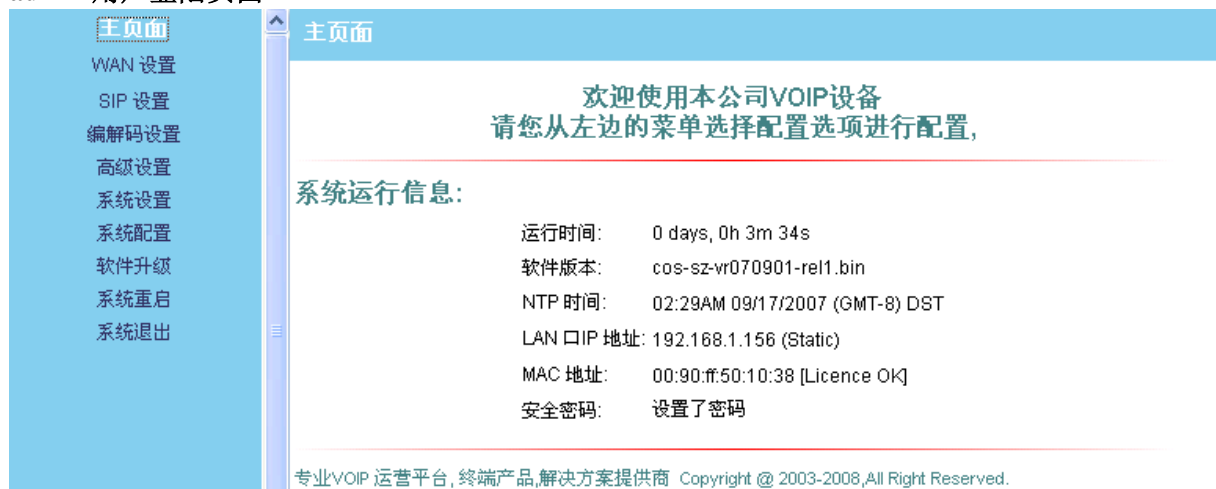 主页面
WAN 设置
SIP 设置
编解码设置
高级设置
系统设置
系统配置
软件升级
系统重启
系统退出
主页面
欢迎使用本公司VOIP设备
请您从左边的菜单选择配置选项进行配置,
系统运行信息:
运行时间: 0 days, 0h 3m 34s
软件版本: cos-sz-vr070901-rel1.bin
NTP 时间: 02:29AM 09/17/2007 (GMT-8) DST
LAN 口IP 地址: 192.168.1.156 (Static)
MAC 地址: 00:90:ff:50:10:38 [Licence OK]
安全密码: 设置了密码
专业VOIP 运营平台, 终端产品,解决方案提供商 Copyright @ 2003-2008,All Right Reserved.